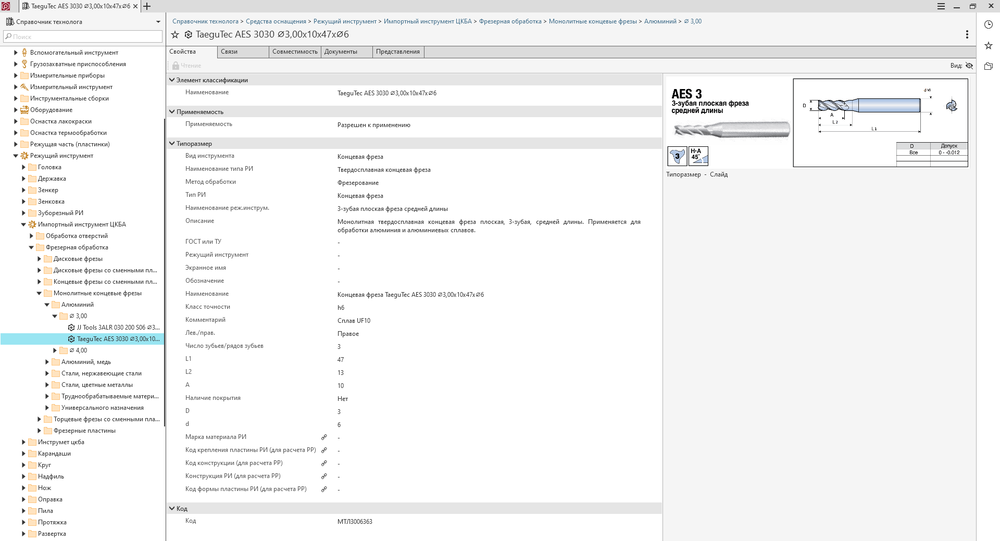 TaeguTec AES 3030 ∅3,00x10x47x∅6
Справочник технолога
Поиск
Вспомогательный инструмент
Грузозахватные приспособления
Измерительные приборы
Измерительный инструмент
Инструментальные сборки
Оборудование
Оснастка лакокраски
Оснастка термообработки
Режущая часть (пластинки)
Режущий инструмент
Головка
Державка
Зенкер
Зенковка
Зуборезный РИ
Импортный инструмент ЦКБА
Обработка отверстий
Фрезерная обработка
Дисковые фрезы
Дисковые фрезы со сменными пл...
Концевые фрезы со сменными пл...
Монолитные концевые фрезы
Алюминий
∅ 3,00
JJ Tools 3ALR 030 200 S06 ∅3...
TaeguTec AES 3030 ∅3,00x10...
∅ 4,00
Алюминий, медь
Стали, нержавеющие стали
Стали, цветные металлы
Труднообрабатываемые матери...
Универсального назначения
Торцевые фрезы со сменными пла...
Фрезерные пластины
Инструмет цкба
Карандаши
Круг
Надфиль
Нож
Оправка
Пила
Протяжка
Развертка
Справочник технолога > Средства оснащения > Режущий инструмент > Импортный инструмент ЦКБА > Фрезерная обработка > Монолитные концевые фрезы > Алюминий > ∅ 3,00
TaeguTec AES 3030 ∅3,00x10x47x∅6
Свойства Связи Совместимость Документы Представления
Чтение Вид:
Элемент классификации
Наименование TaeguTec AES 3030 ∅3,00x10x47x∅6
Применяемость
Применяемость Разрешен к применению
Типоразмер
Вид инструмента Концевая фреза
Наименование типа РИ Твердосплавная концевая фреза
Метод обработки Фрезерование
Тип РИ Концевая фреза
Наименование реж.инструм. 3-зубая плоская фреза средней длины
Описание Монолитная твердосплавная концевая фреза плоская, 3-зубая, средней длины. Применяется для
обработки алюминия и алюминиевых сплавов.
ГОСТ или ТУ -
Режущий инструмент -
Экранное имя -
Обозначение -
Наименование Концевая фреза TaeguTec AES 3030 ∅3,00x10x47x∅6
Класс точности h6
Комментарий Сплав UF10
Лев./прав. Правое
Число зубьев/рядов зубьев 3
L1 47
L2 13
A 10
Наличие покрытия Нет
D 3
d 6
Марка материала РИ -
Код крепления пластины РИ (для расчета РР) -
Код конструкции (для расчета РР) -
Конструкция РИ (для расчета РР) -
Код формы пластины РИ (для расчета РР) -
Код
Код МТЛ3006363
AES 3
3-зубая плоская фреза
средней длины
3
H•A
45°
d h6
D
A
L2
L1
D Допуск
Все 0 - -0.012
Типоразмер - Слайд